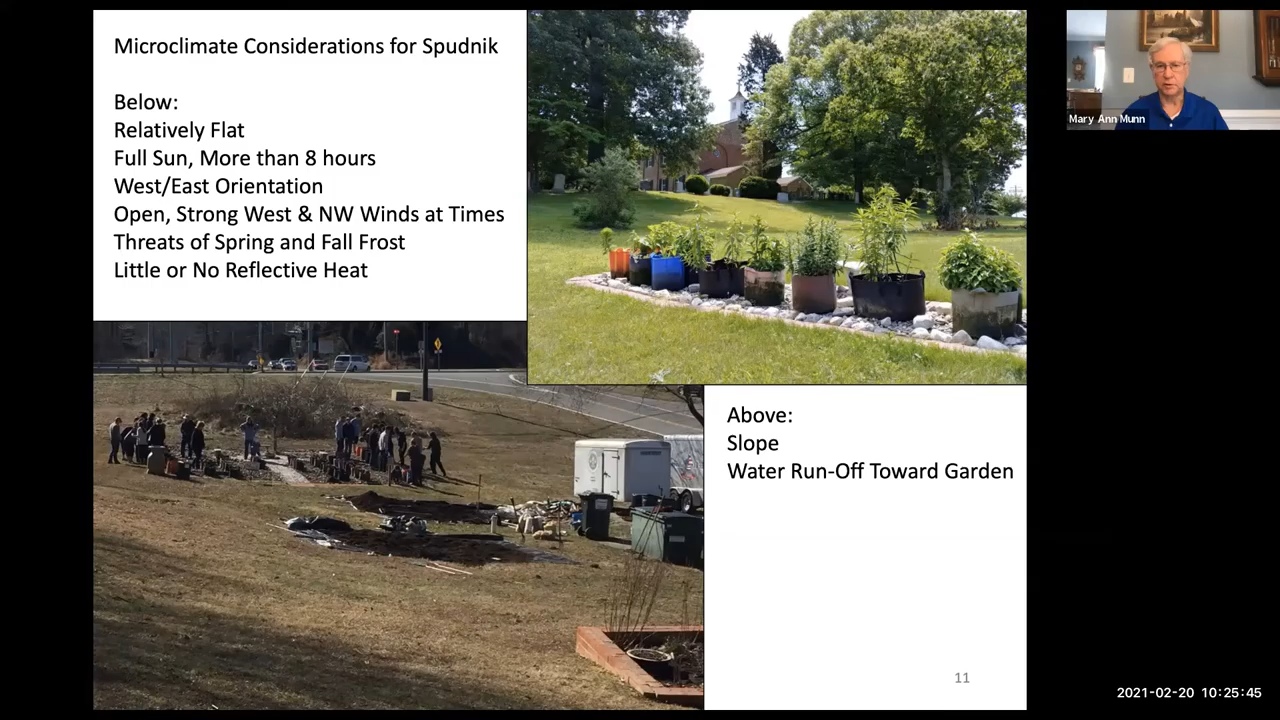 Microclimate Considerations for Spudnik
Below:
Relatively Flat
Full Sun, More than 8 hours
West/East Orientation
Open, Strong West & NW Winds at Times
Threats of Spring and Fall Frost
Little or No Reflective Heat
Above:
Slope
Water Run-Off Toward Garden
11
Mary Ann Munn
2021-02-20 10:25:45